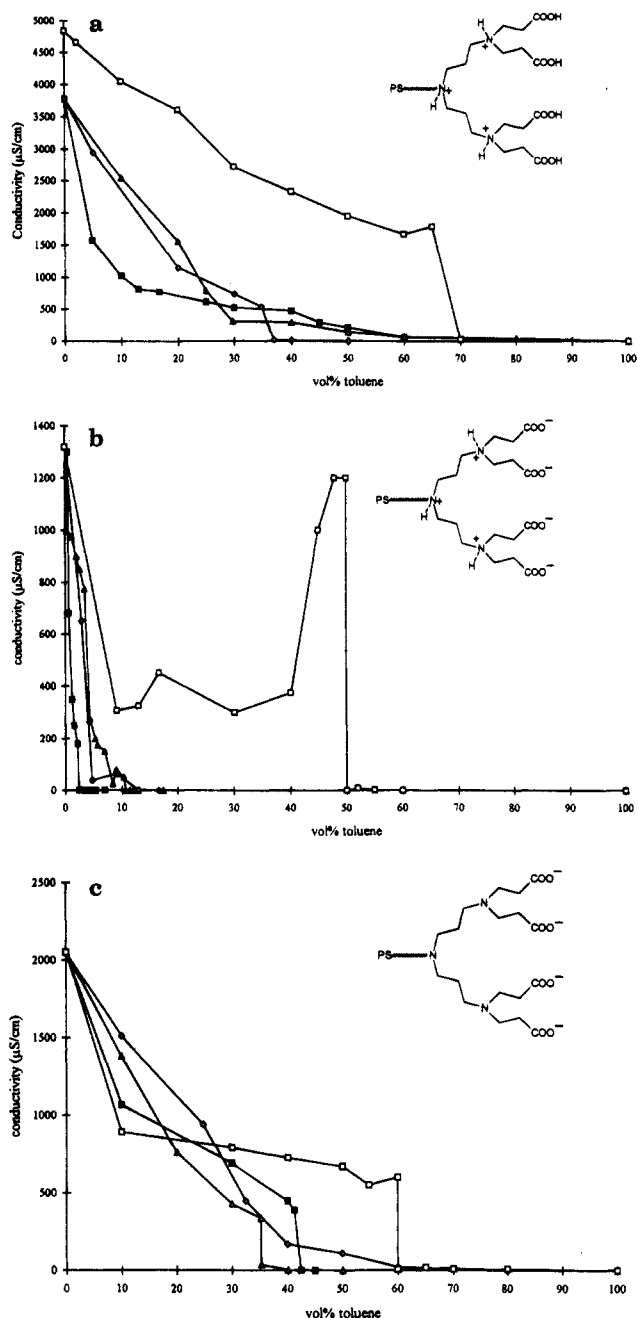 a
Conductivity (µS/cm)
5000
4500
4000
3500
3000
2500
2000
1500
1000
500
0
0 10 20 30 40 50 60 70 80 90 100
vol% toluene
H
N
+
COOH
COOH
PS
N
+
H
COOH
N
+
H
COOH
b
conductivity (µS/cm)
1400
1200
1000
800
600
400
200
0
0 10 20 30 40 50 60 70 80 90 100
vol% toluene
H
N
+
COO−
COO−
PS
N
+
H
COO−
N
+
H
COO−
c
conductivity (µS/cm)
2500
2000
1500
1000
500
0
0 10 20 30 40 50 60 70 80 90 100
vol% toluene
N
COO−
COO−
PS
N
COO−
N
COO−